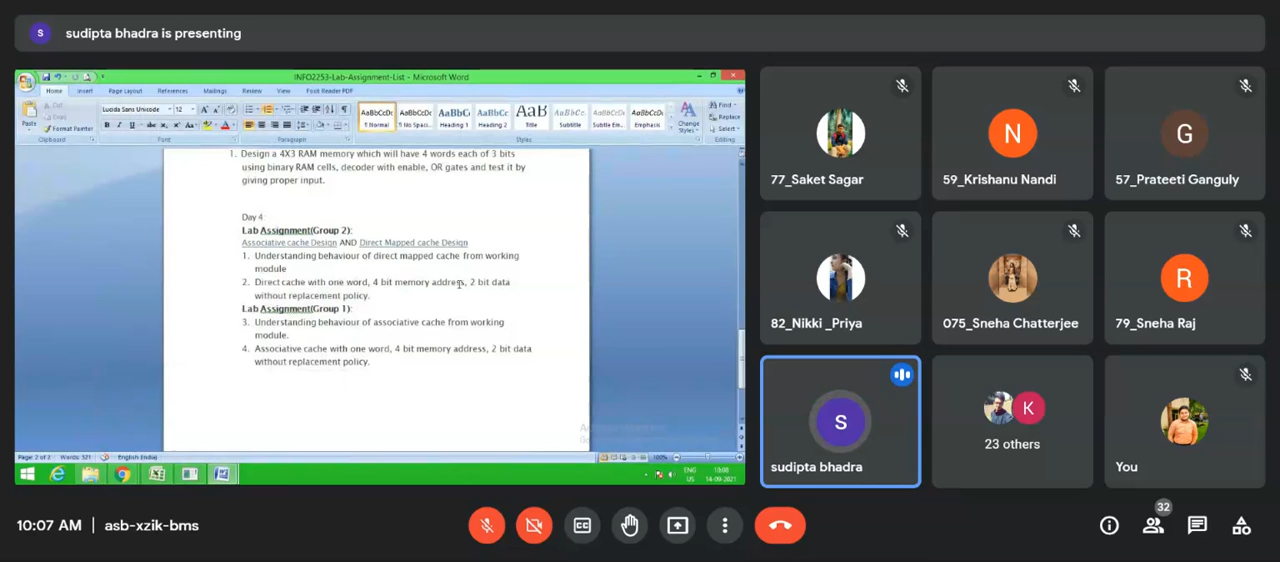 S sudipta bhadra is presenting
INFO2253-Lab-Assignment-List - Microsoft Word
Home Insert Page Layout References Mailings Review View Foxit Reader PDF
Paste
Cut
Copy
Format Painter
Clipboard
Lucida Sans Unicode 12
Font
Paragraph
AaBbCcDc AaBbCcDc AaBbC AaBbCc AaB AaBbCc. AaBbCcDc AaBbCcDc
¶ Normal ¶ No Spaci... Heading 1 Heading 2 Title Subtitle Subtle Em... Emphasis
Change Styles
Styles
Find
Replace
Select
Editing
1. Design a 4X3 RAM memory which will have 4 words each of 3 bits
using binary RAM cells, decoder with enable, OR gates and test it by
giving proper input.
Day 4:
Lab Assignment(Group 2):
Associative cache Design AND Direct Mapped cache Design
1. Understanding behaviour of direct mapped cache from working
module
2. Direct cache with one word, 4 bit memory address, 2 bit data
without replacement policy.
Lab Assignment(Group 1):
3. Understanding behaviour of associative cache from working
module.
4. Associative cache with one word, 4 bit memory address, 2 bit data
without replacement policy.
Page: 2 of 2 Words: 321 English (India) 100%
ENG
US
14-09-2021
77_Saket Sagar
N
59_Krishanu Nandi
G
57_Prateeti Ganguly
82_Nikki _Priya
075_Sneha Chatterjee
R
79_Sneha Raj
S
sudipta bhadra
K
23 others
You
10:07 AM | asb-xzik-bms
CC
32